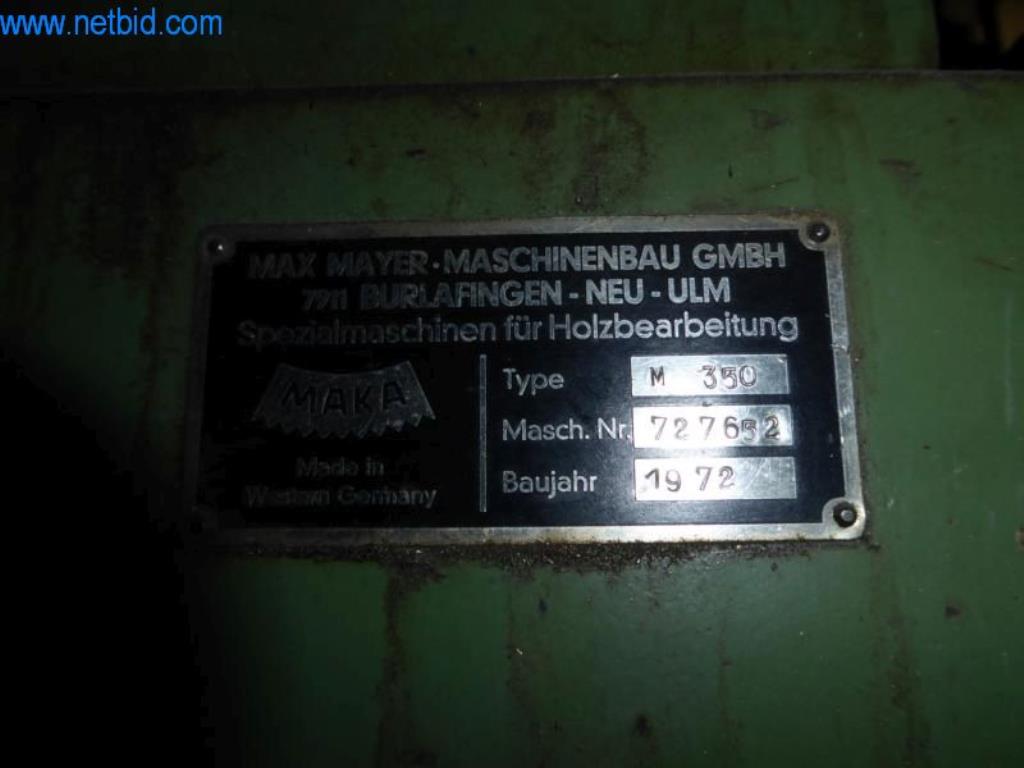 www.netbid.com
MAX MAYER·MASCHINENBAU GMBH
7911 BURLAFINGEN - NEU - ULM
Spezialmaschinen für Holzbearbeitung
MAKA
Made in
Western Germany
Type M 350
Masch. Nr. 727652
Baujahr 1972